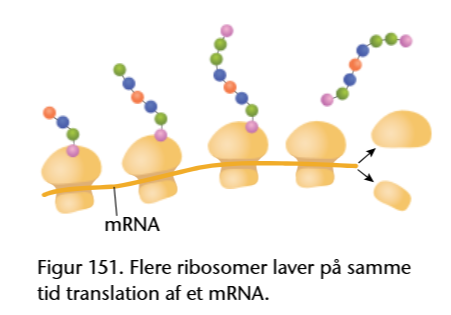 mRNA
Figur 151. Flere ribosomer laver på samme
tid translation af et mRNA.